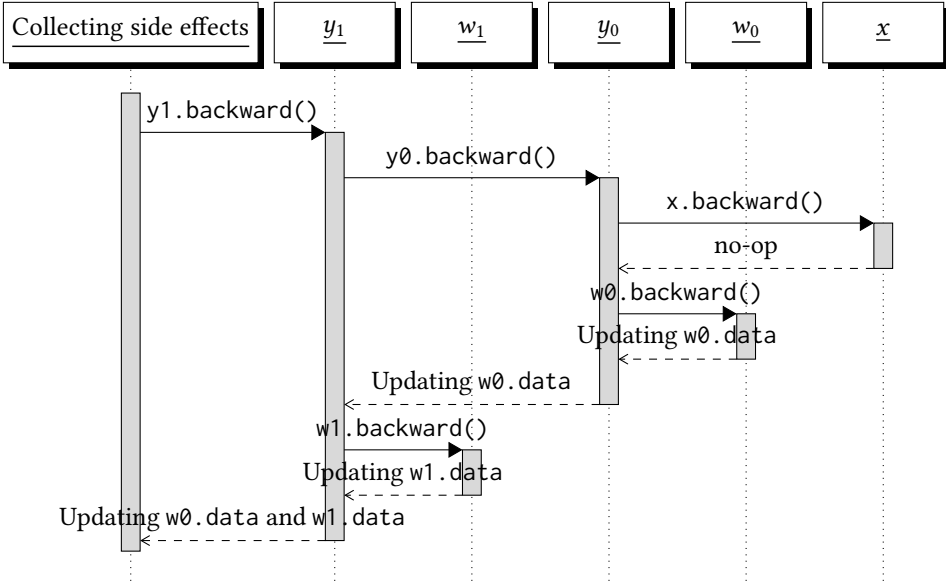 Collecting side effects
y₁
w₁
y₀
w₀
x
y1.backward()
y0.backward()
x.backward()
no-op
w0.backward()
Updating w0.data
Updating w0.data
w1.backward()
Updating w1.data
Updating w0.data and w1.data